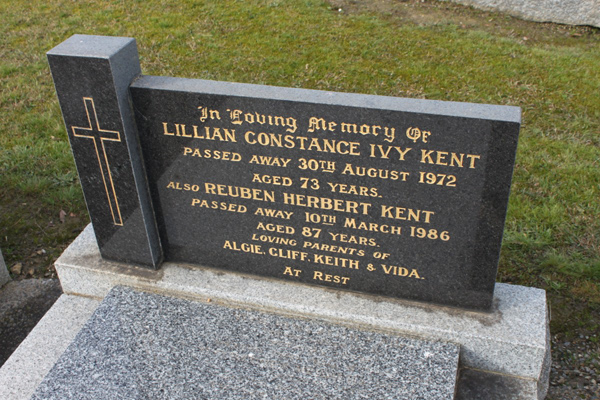 In Loving Memory Of
LILLIAN CONSTANCE IVY KENT
PASSED AWAY 30TH AUGUST 1972
AGED 73 YEARS.
ALSO REUBEN HERBERT KENT
PASSED AWAY 10TH MARCH 1986
AGED 87 YEARS.
LOVING PARENTS OF
ALGIE, CLIFF, KEITH & VIDA.
AT REST